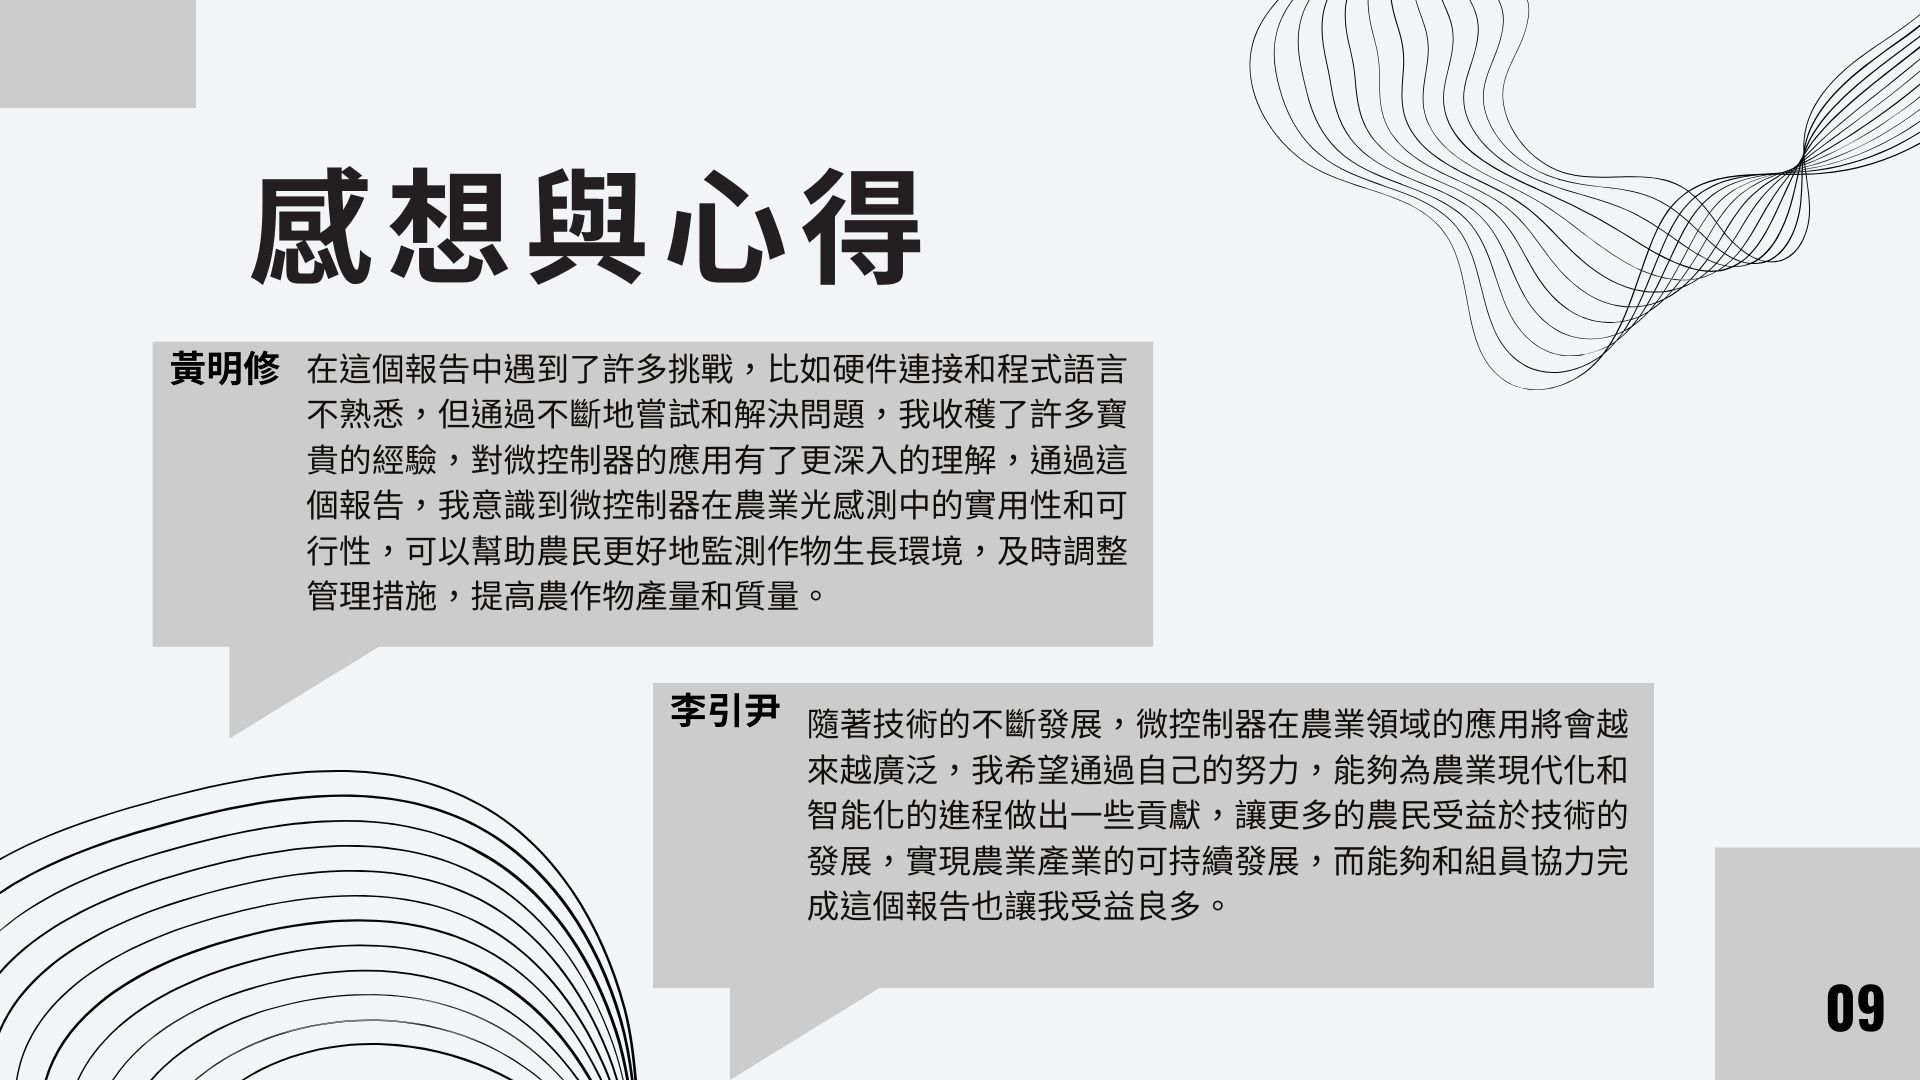 感想與心得
黃明修
在這個報告中遇到了許多挑戰，比如硬件連接和程式語言
不熟悉，但通過不斷地嘗試和解決問題，我收穫了許多寶
貴的經驗，對微控制器的應用有了更深入的理解，通過這
個報告，我意識到微控制器在農業光感測中的實用性和可
行性，可以幫助農民更好地監測作物生長環境，及時調整
管理措施，提高農作物產量和質量。
李引尹
隨著技術的不斷發展，微控制器在農業領域的應用將會越
來越廣泛，我希望通過自己的努力，能夠為農業現代化和
智能化的進程做出一些貢獻，讓更多的農民受益於技術的
發展，實現農業產業的可持續發展，而能夠和組員協力完
成這個報告也讓我受益良多。
09